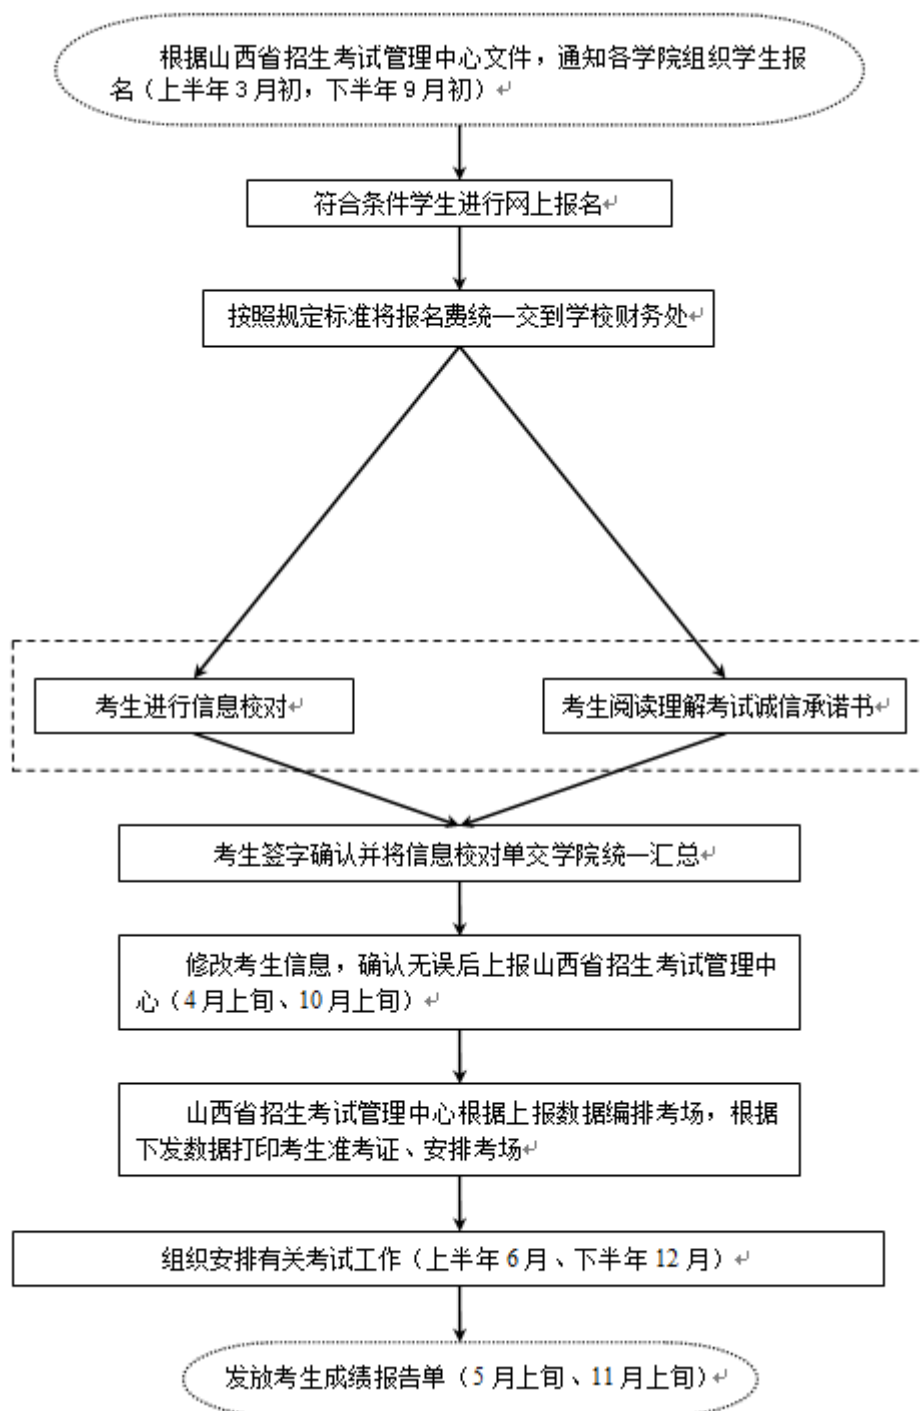 根据山西省招生考试管理中心文件，通知各学院组织学生报
名（上半年3月初，下半年9月初）↵
符合条件学生进行网上报名↵
按照规定标准将报名费统一交到学校财务处↵
考生进行信息核对↵
考生阅读理解考试诚信承诺书↵
考生签字确认并将信息核对单交学院统一汇总↵
修改考生信息，确认无误后上报山西省招生考试管理中
心（4月上旬、10月上旬）↵
山西省招生考试管理中心根据上报数据编排考场，根据
下发数据打印考生准考证、安排考场↵
组织安排有关考试工作（上半年6月、下半年12月）↵
发放考生成绩报告单（5月上旬、11月上旬）↵